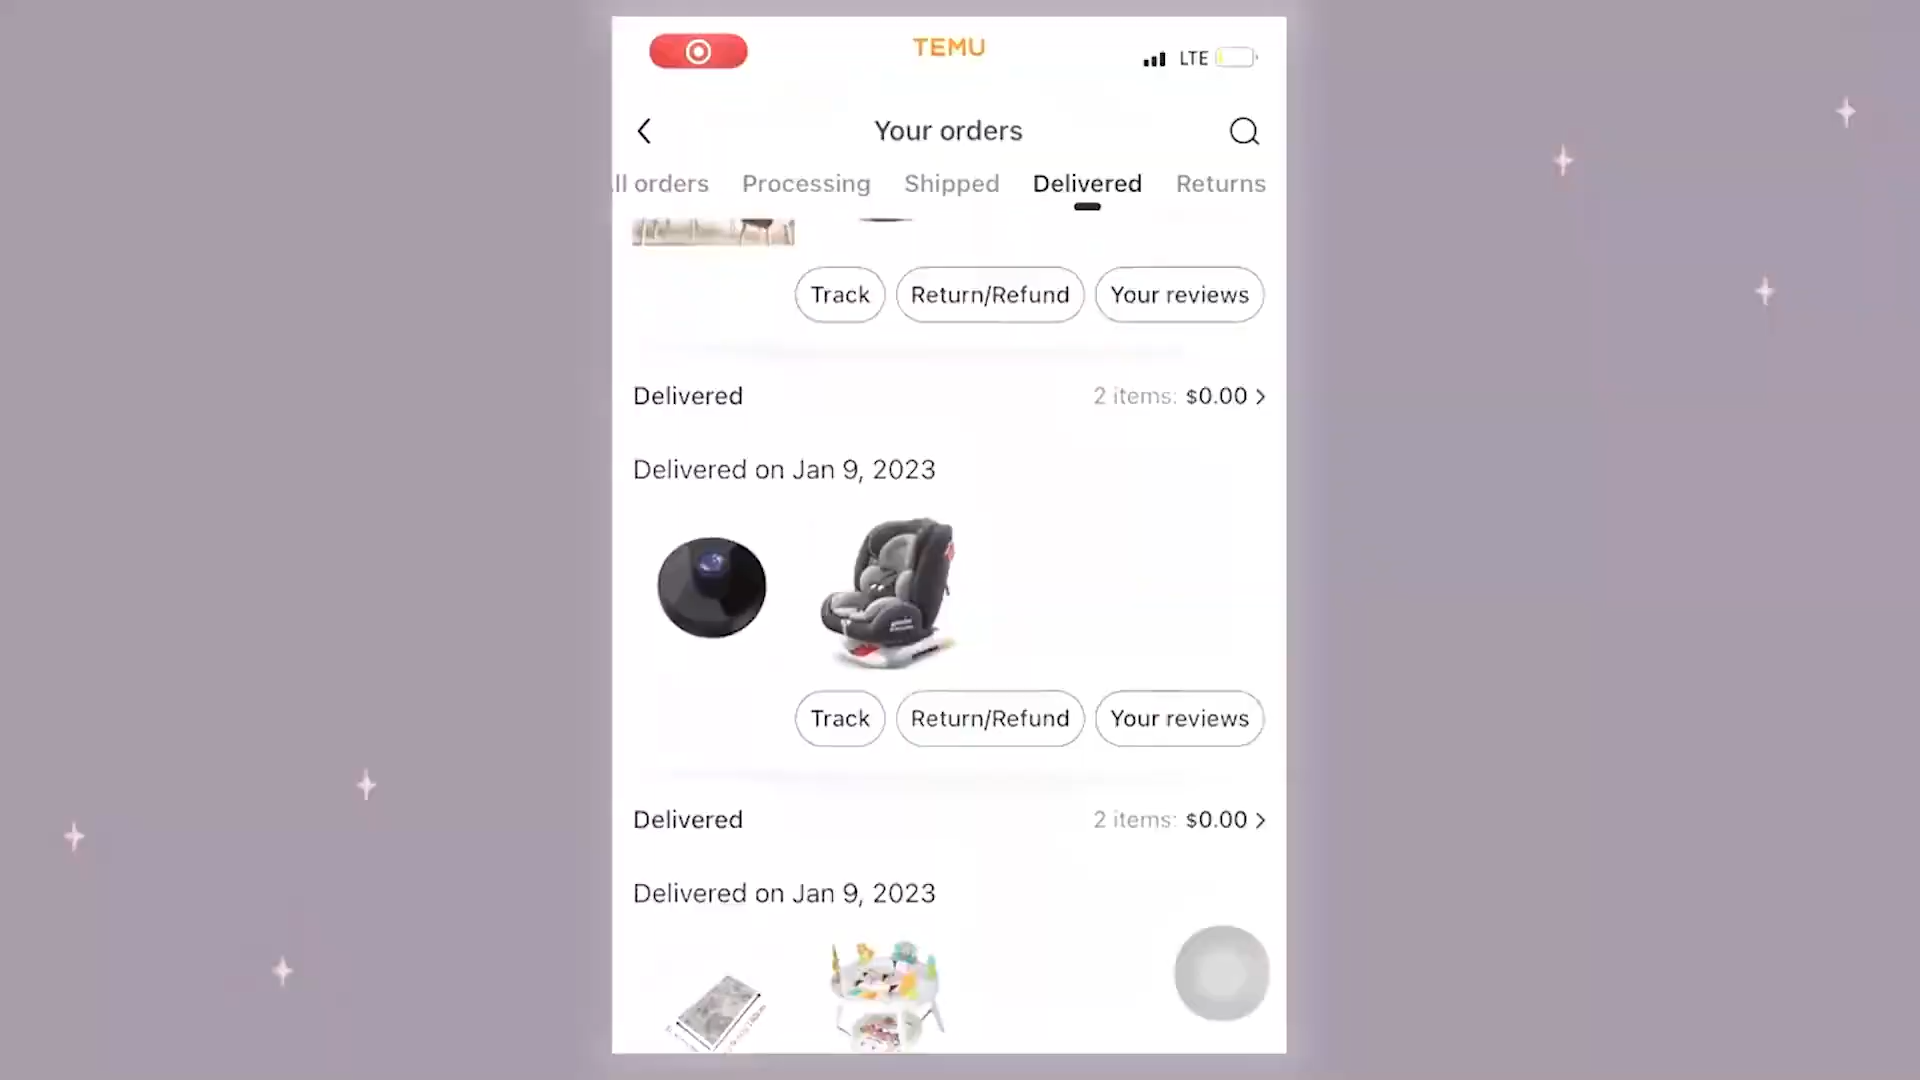 TEMU
LTE
Your orders
ll orders Processing Shipped Delivered Returns
Track Return/Refund Your reviews
Delivered 2 items: $0.00
Delivered on Jan 9, 2023
Track Return/Refund Your reviews
Delivered 2 items: $0.00
Delivered on Jan 9, 2023